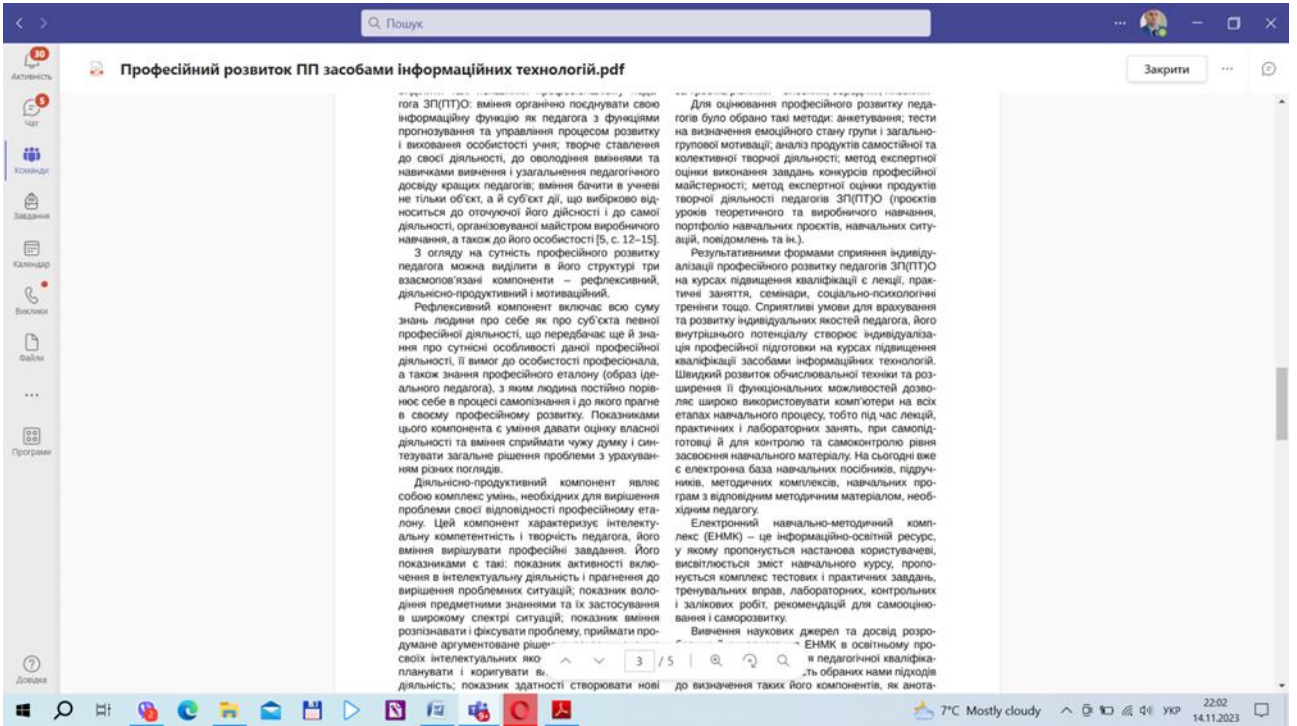 Пошук
30
Активність
9
Чат
Команди
Завдання
Календар
Виклики
Файли
Програми
Довідка
Професійний розвиток ПП засобами інформаційних технологій.pdf
Закрити
гога ЗП(ПТ)О: вміння органічно поєднувати свою
інформаційну функцію як педагога з функціями
прогнозування та управління процесом розвитку
і виховання особистості учня; творче ставлення
до своєї діяльності, до оволодіння вміннями та
навичками вивчення і узагальнення педагогічного
досвіду кращих педагогів; вміння бачити в учневі
не тільки об'єкт, а й суб'єкт дії, що вибірково від-
носиться до оточуючої його дійсності і до самої
діяльності, організовуваної майстром виробничого
навчання, а також до його особистості [5, с. 12–15].
З огляду на сутність професійного розвитку
педагога можна виділити в його структурі три
взаємопов'язані компоненти – рефлексивний,
діяльнісно-продуктивний і мотиваційний.
Рефлексивний компонент включає всю суму
знань людини про себе як про суб'єкта певної
професійної діяльності, що передбачає ще й зна-
ння про сутнісні особливості даної професійної
діяльності, її вимог до особистості професіонала,
а також знання професійного еталону (образ іде-
ального педагога), з яким людина постійно порів-
нює себе в процесі самопізнання і до якого прагне
в своєму професійному розвитку. Показниками
цього компонента є уміння давати оцінку власної
діяльності та вміння сприймати чужу думку і син-
тезувати загальне рішення проблеми з урахуван-
ням різних поглядів.
Діяльнісно-продуктивний компонент являє
собою комплекс умінь, необхідних для вирішення
проблеми своєї відповідності професійному ета-
лону. Цей компонент характеризує інтелекту-
альну компетентність і творчість педагога, його
вміння вирішувати професійні завдання. Його
показниками є такі: показник активності вклю-
чення в інтелектуальну діяльність і прагнення до
вирішення проблемних ситуацій; показник воло-
діння предметними знаннями та їх застосування
в широкому спектрі ситуацій; показник вміння
розпізнавати і фіксувати проблему, приймати про-
думане аргументоване
своїх інтелектуальних
планувати і коригувати
діяльність; показник здатності створювати нові
Для оцінювання професійного розвитку педа-
гогів було обрано такі методи: анкетування; тести
на визначення емоційного стану групи і загально-
групової мотивації; аналіз продуктів самостійної та
колективної творчої діяльності; метод експертної
оцінки виконання завдань конкурсів професійної
майстерності; метод експертної оцінки продуктів
творчої діяльності педагогів ЗП(ПТ)О (проєктів
уроків теоретичного та виробничого навчання,
портфоліо навчальних проєктів, навчальних ситу-
ацій, повідомлень та ін.).
Результативними формами сприяння індивіду-
алізації професійного розвитку педагогів ЗП(ПТ)О
на курсах підвищення кваліфікації є лекції, прак-
тичні заняття, семінари, соціально-психологічні
тренінги тощо. Сприятливі умови для врахування
та розвитку індивідуальних якостей педагога, його
внутрішнього потенціалу створює індивідуаліза-
ція професійної підготовки на курсах підвищення
кваліфікації засобами інформаційних технологій.
Швидкий розвиток обчислювальної техніки та роз-
ширення її функціональних можливостей дозво-
ляє широко використовувати комп'ютери на всіх
етапах навчального процесу, тобто під час лекцій,
практичних і лабораторних занять, при самопід-
готовці й для контролю та самоконтролю рівня
засвоєння навчального матеріалу. На сьогодні вже
є електронна база навчальних посібників, підруч-
ників, методичних комплексів, навчальних про-
грам з відповідним методичним матеріалом, необ-
хідним педагогу.
Електронний навчально-методичний комп-
лекс (ЕНМК) – це інформаційно-освітній ресурс,
у якому пропонується настанова користувачеві,
висвітлюється зміст навчального курсу, пропо-
нується комплекс тестових і практичних завдань,
тренувальних вправ, лабораторних, контрольних
і залікових робіт, рекомендацій для самооціню-
вання і саморозвитку.
Вивчення наукових джерел та досвід розро-
ЕНМК в освітньому про-
я педагогічної кваліфіка-
ть обраних нами підходів
до визначення таких його компонентів, як анота-
3 / 5
7°C Mostly cloudy
УКР
22:02
14.11.2023